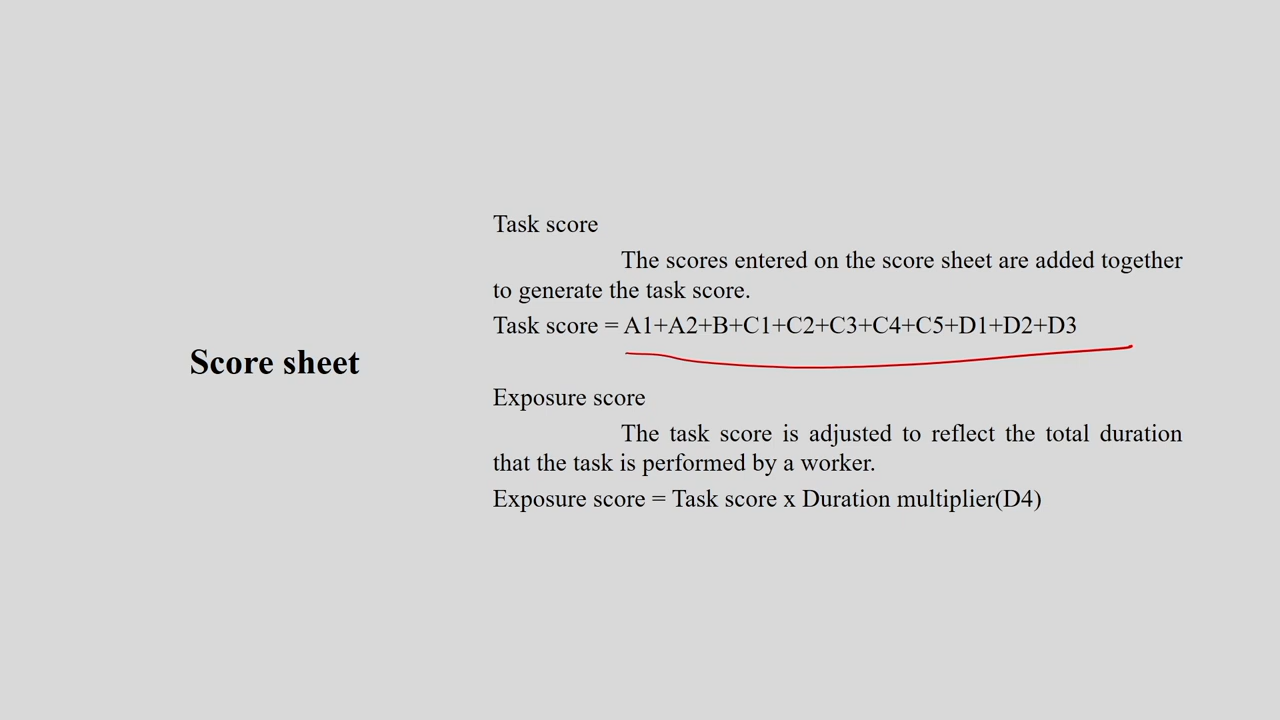 Score sheet
Task score
The scores entered on the score sheet are added together
to generate the task score.
Task score = A1+A2+B+C1+C2+C3+C4+C5+D1+D2+D3
Exposure score
The task score is adjusted to reflect the total duration
that the task is performed by a worker.
Exposure score = Task score x Duration multiplier(D4)